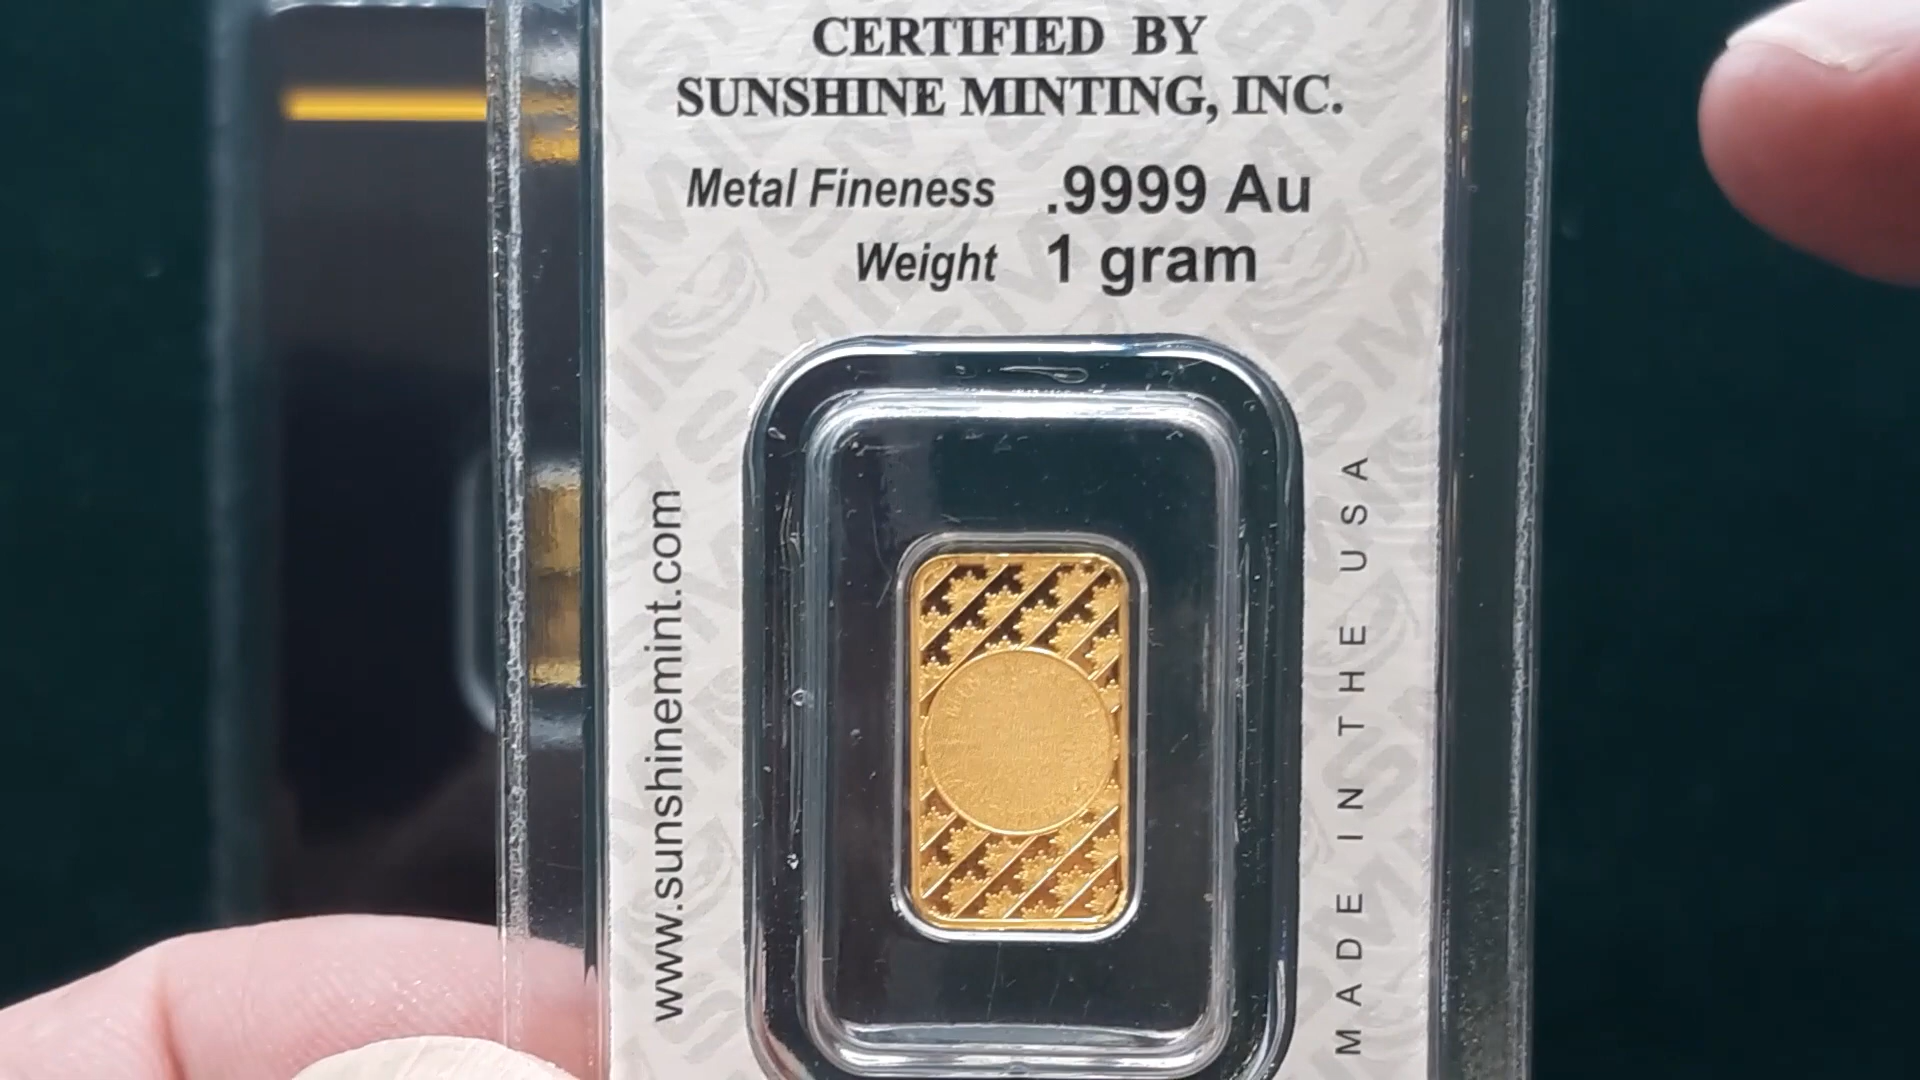 CERTIFIED BY
SUNSHINE MINTING, INC.
Metal Fineness .9999 Au
Weight 1 gram
www.sunshinemint.com
MADE IN THE USA